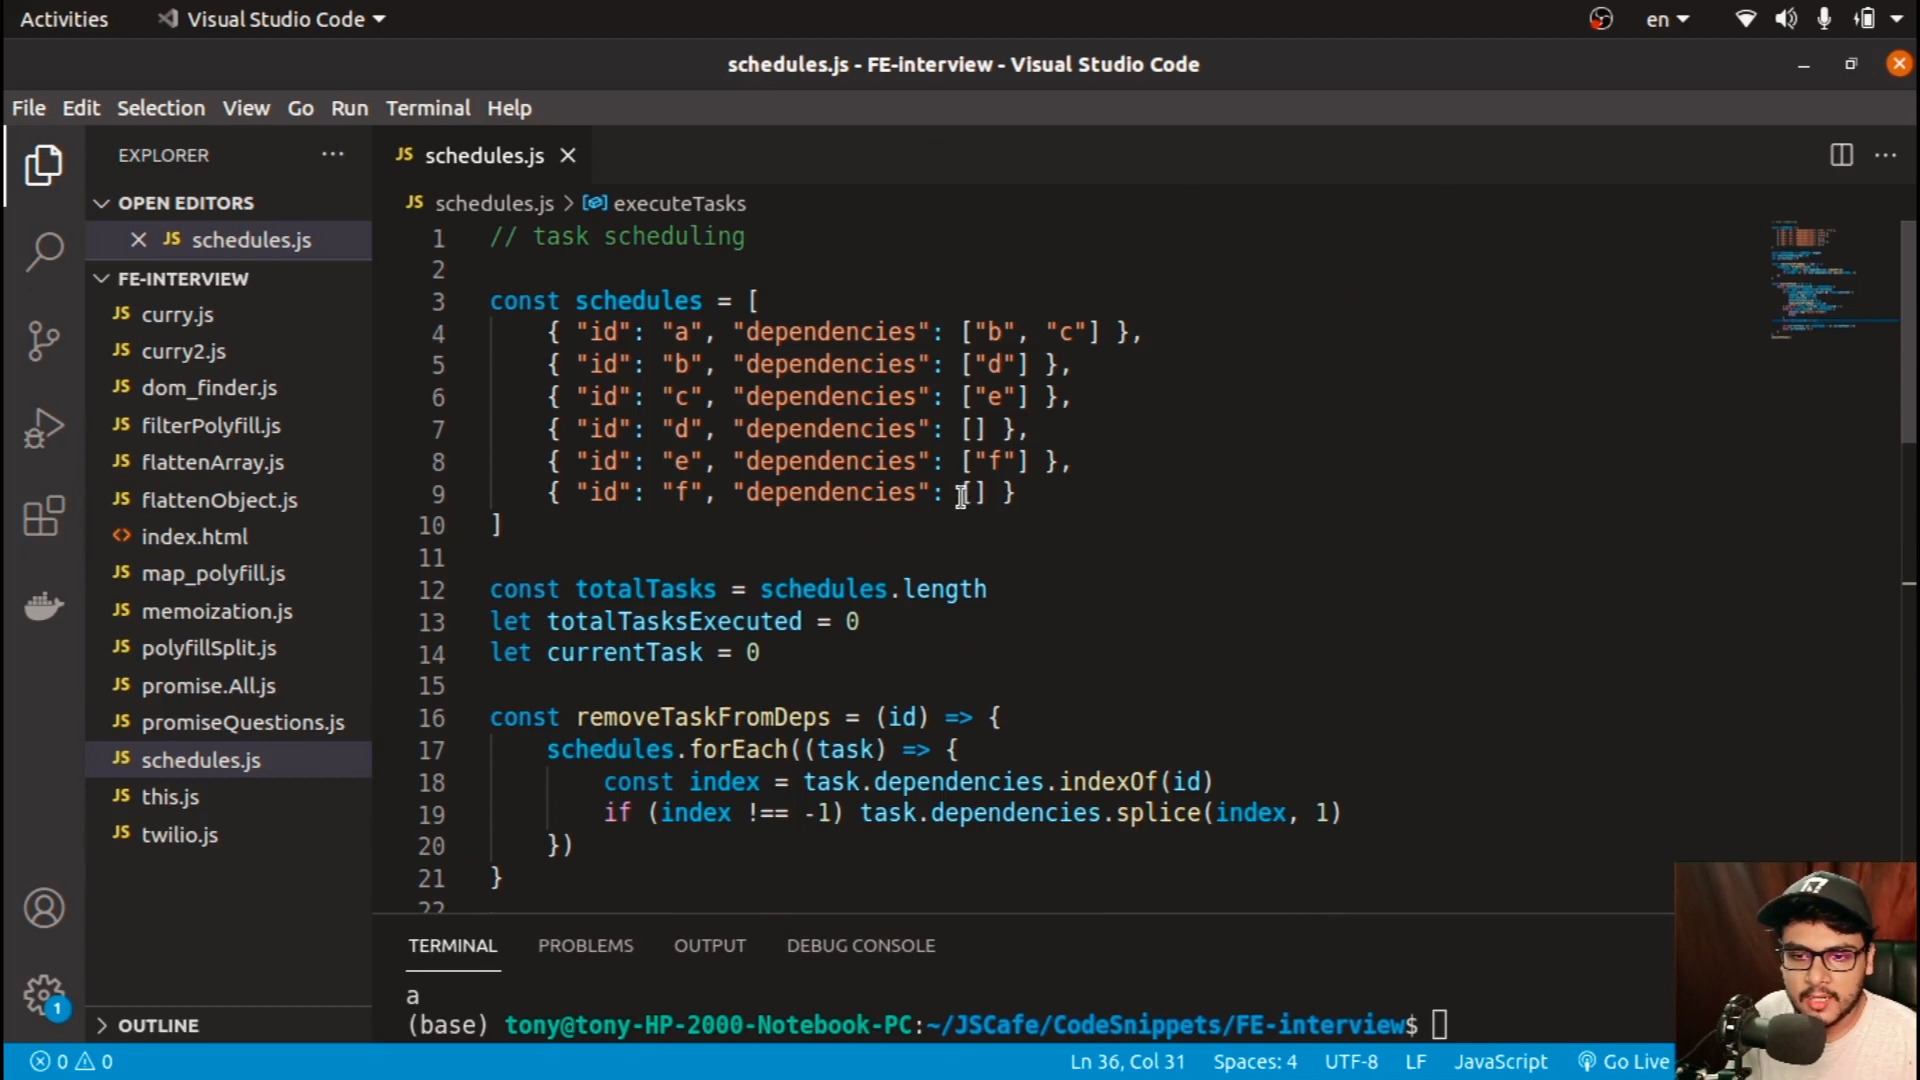 Activities
Visual Studio Code
en
schedules.js - FE-interview - Visual Studio Code
File Edit Selection View Go Run Terminal Help
EXPLORER
JS schedules.js
OPEN EDITORS
JS schedules.js
FE-INTERVIEW
JS curry.js
JS curry2.js
JS dom_finder.js
JS filterPolyfill.js
JS flattenArray.js
JS flattenObject.js
<> index.html
JS map_polyfill.js
JS memoization.js
JS polyfillSplit.js
JS promise.All.js
JS promiseQuestions.js
JS schedules.js
JS this.js
JS twilio.js
OUTLINE
1
JS schedules.js > executeTasks
1 // task scheduling
2
3 const schedules = [
4 { "id": "a", "dependencies": ["b", "c"] },
5 { "id": "b", "dependencies": ["d"] },
6 { "id": "c", "dependencies": ["e"] },
7 { "id": "d", "dependencies": [] },
8 { "id": "e", "dependencies": ["f"] },
9 { "id": "f", "dependencies": [] }
10 ]
11
12 const totalTasks = schedules.length
13 let totalTasksExecuted = 0
14 let currentTask = 0
15
16 const removeTaskFromDeps = (id) => {
17 schedules.forEach((task) => {
18 const index = task.dependencies.indexOf(id)
19 if (index !== -1) task.dependencies.splice(index, 1)
20 })
21 }
22
TERMINAL PROBLEMS OUTPUT DEBUG CONSOLE
a
(base) tony@tony-HP-2000-Notebook-PC:~/JSCafe/CodeSnippets/FE-interview$
0 0
Ln 36, Col 31 Spaces: 4 UTF-8 LF JavaScript Go Live